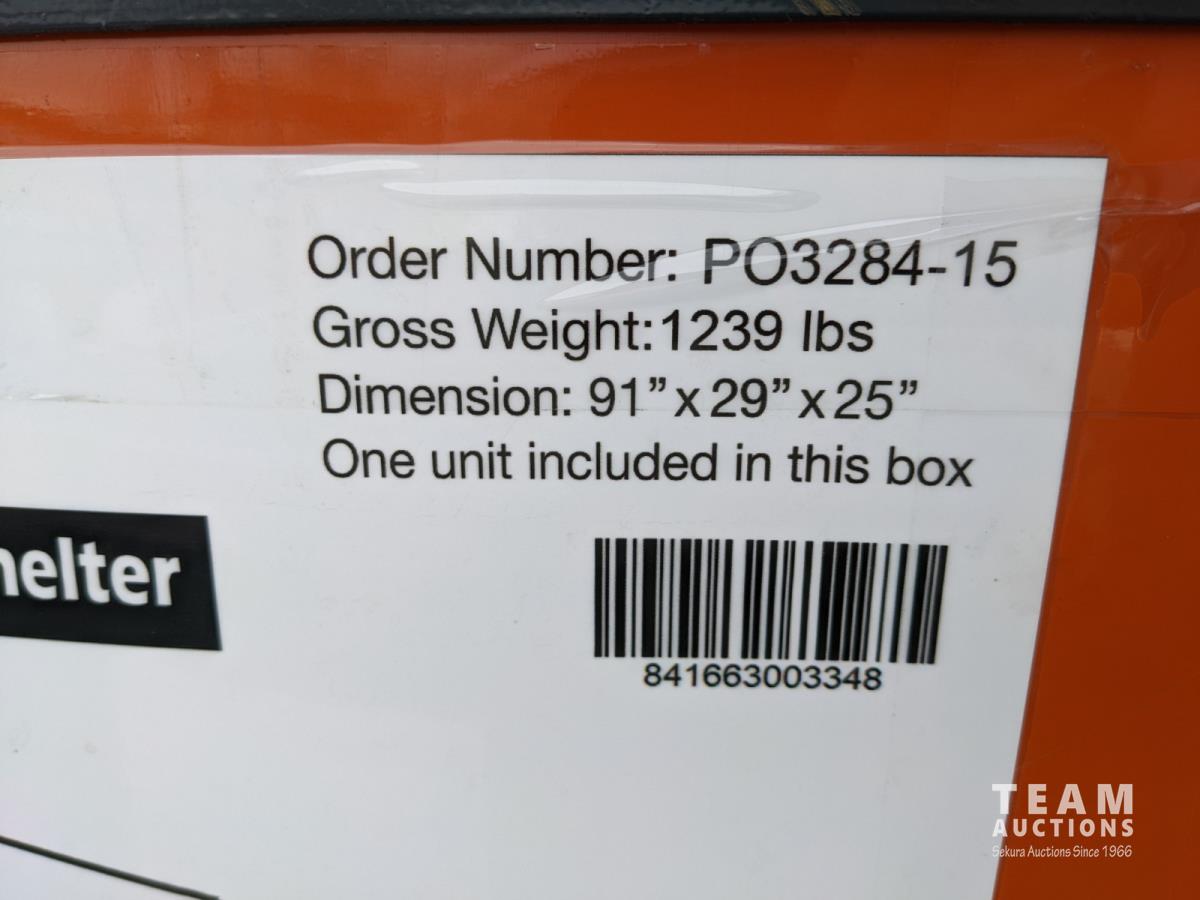 Order Number: PO3284-15
Gross Weight:1239 lbs
Dimension: 91”x29”x25”
One unit included in this box
helter
841663003348
TEAM
AUCTIONS
Sekura Auctions Since 1966